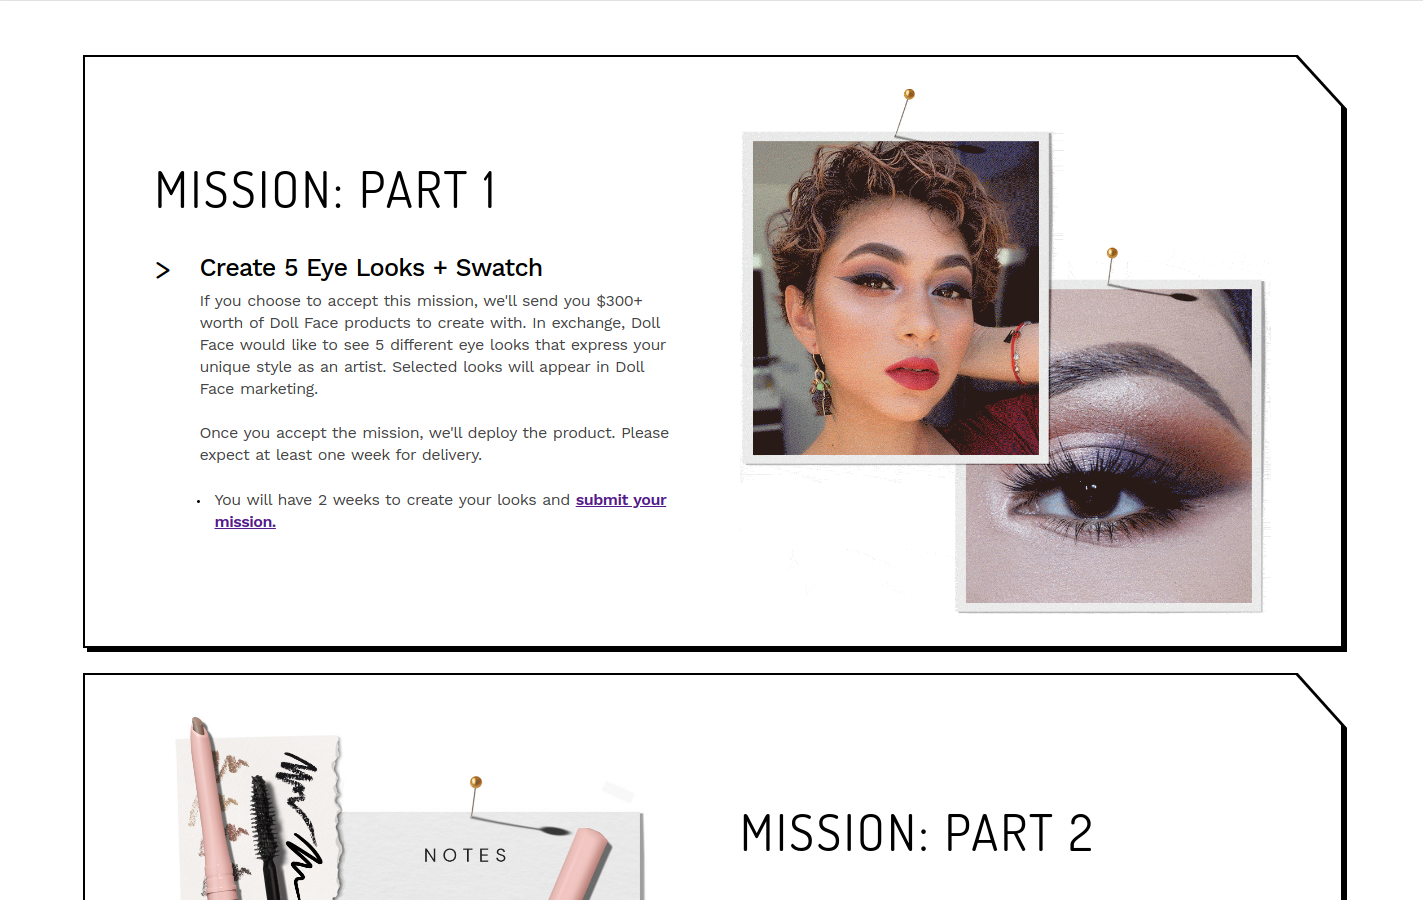 MISSION: PART 1
> Create 5 Eye Looks + Swatch
If you choose to accept this mission, we'll send you $300+
worth of Doll Face products to create with. In exchange, Doll
Face would like to see 5 different eye looks that express your
unique style as an artist. Selected looks will appear in Doll
Face marketing.
Once you accept the mission, we'll deploy the product. Please
expect at least one week for delivery.
• You will have 2 weeks to create your looks and submit your
mission.
NOTES
MISSION: PART 2